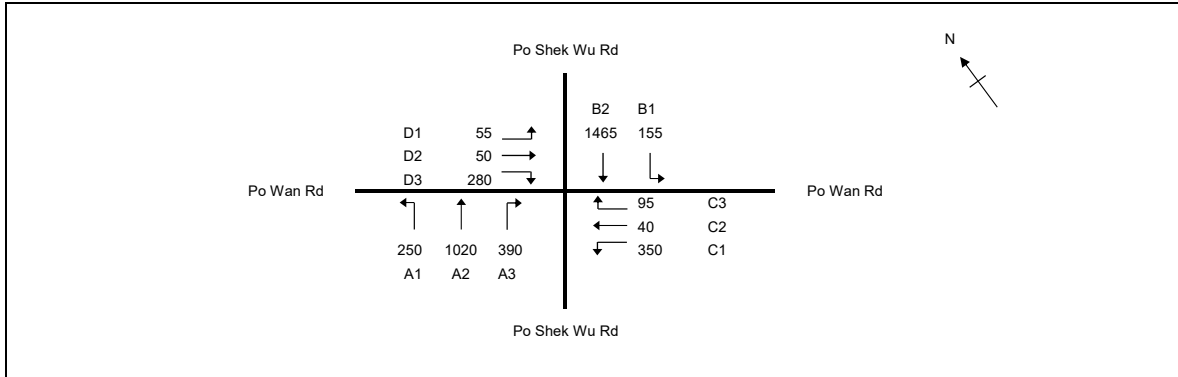 Po Shek Wu Rd
N
B2 B1
D1 55 1465 155
D2 50
D3 280
Po Wan Rd Po Wan Rd
95 C3
40 C2
250 1020 390 350 C1
A1 A2 A3
Po Shek Wu Rd